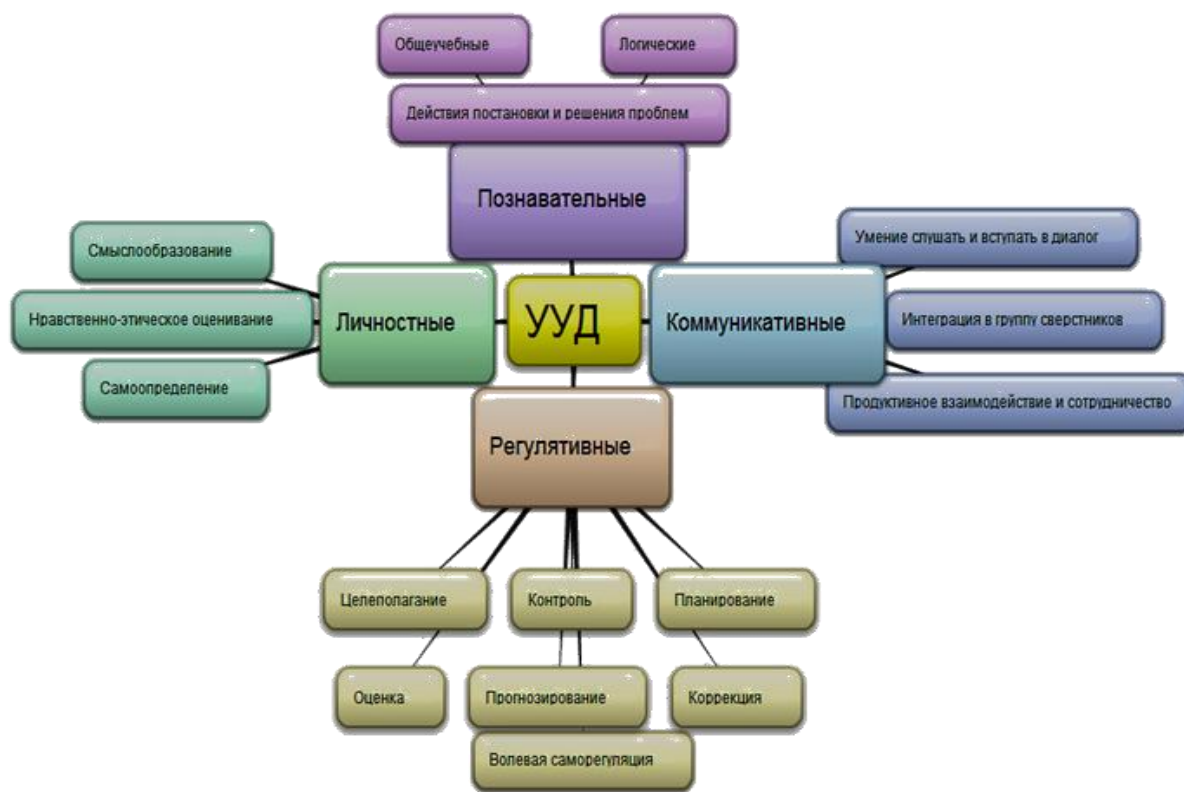 Общеучебные
Логические
Действия постановки и решения проблем
Познавательные
Смыслообразование
Нравственно-этическое оценивание
Самоопределение
Личностные
УУД
Коммуникативные
Умение слушать и вступать в диалог
Интеграция в группу сверстников
Продуктивное взаимодействие и сотрудничество
Регулятивные
Целеполагание
Контроль
Планирование
Оценка
Прогнозирование
Коррекция
Волевая саморегуляция